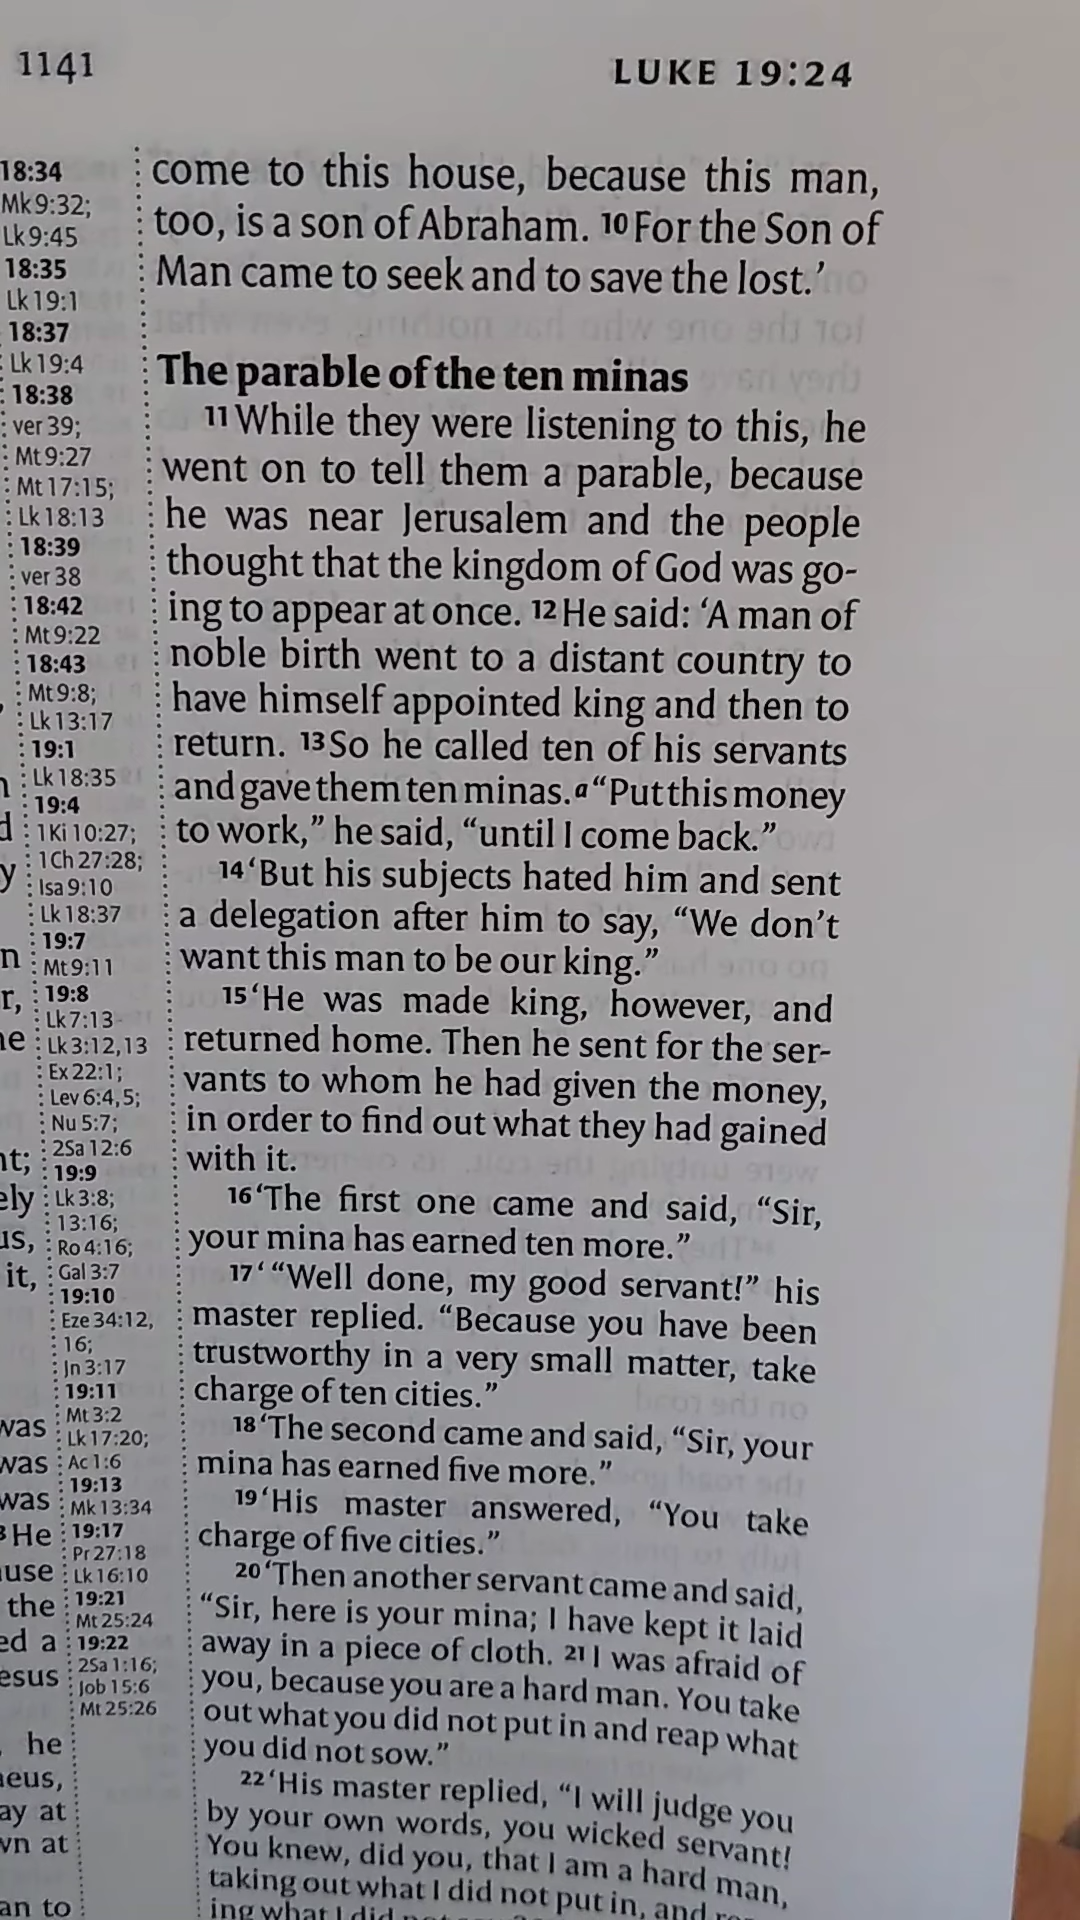 1141
LUKE 19:24
n
d
y
n
r,
he
nt;
ely
us,
it,
was
was
was
He
use
the
ed a
esus
he
aeus,
ay at
wn at
an to
18:34
Mk 9:32;
Lk 9:45
18:35
Lk 19:1
18:37
Lk 19:4
18:38
ver 39;
Mt 9:27
Mt 17:15;
Lk 18:13
18:39
ver 38
18:42
Mt 9:22
18:43
Mt 9:8;
Lk 13:17
19:1
Lk 18:35
19:4
1Ki 10:27;
1Ch 27:28;
Isa 9:10
Lk 18:37
19:7
Mt 9:11
19:8
Lk 7:13
Lk 3:12,13
Ex 22:1;
Lev 6:4,5;
Nu 5:7;
2Sa 12:6
19:9
Lk 3:8;
13:16;
Ro 4:16;
Gal 3:7
19:10
Eze 34:12,
16;
Jn 3:17
19:11
Mt 3:2
Lk 17:20;
Ac 1:6
19:13
Mk 13:34
19:17
Pr 27:18
Lk 16:10
19:21
Mt 25:24
19:22
2Sa 1:16;
Job 15:6
Mt 25:26
come to this house, because this man,
too, is a son of Abraham. 10 For the Son of
Man came to seek and to save the lost.’
The parable of the ten minas
11 While they were listening to this, he
went on to tell them a parable, because
he was near Jerusalem and the people
thought that the kingdom of God was go-
ing to appear at once. 12 He said: ‘A man of
noble birth went to a distant country to
have himself appointed king and then to
return. 13 So he called ten of his servants
and gave them ten minas.a “Put this money
to work,” he said, “until I come back.”
14 ‘But his subjects hated him and sent
a delegation after him to say, “We don’t
want this man to be our king.”
15 ‘He was made king, however, and
returned home. Then he sent for the ser-
vants to whom he had given the money,
in order to find out what they had gained
with it.
16 ‘The first one came and said, “Sir,
your mina has earned ten more.”
17 ‘ “Well done, my good servant!” his
master replied. “Because you have been
trustworthy in a very small matter, take
charge of ten cities.”
18 ‘The second came and said, “Sir, your
mina has earned five more.”
19 ‘His master answered, “You take
charge of five cities.”
20 ‘Then another servant came and said,
“Sir, here is your mina; I have kept it laid
away in a piece of cloth. 21 I was afraid of
you, because you are a hard man. You take
out what you did not put in and reap what
you did not sow.”
22 ‘His master replied, “I will judge you
by your own words, you wicked servant!
You knew, did you, that I am a hard man,
taking out what I did not put in, and
ing what I did